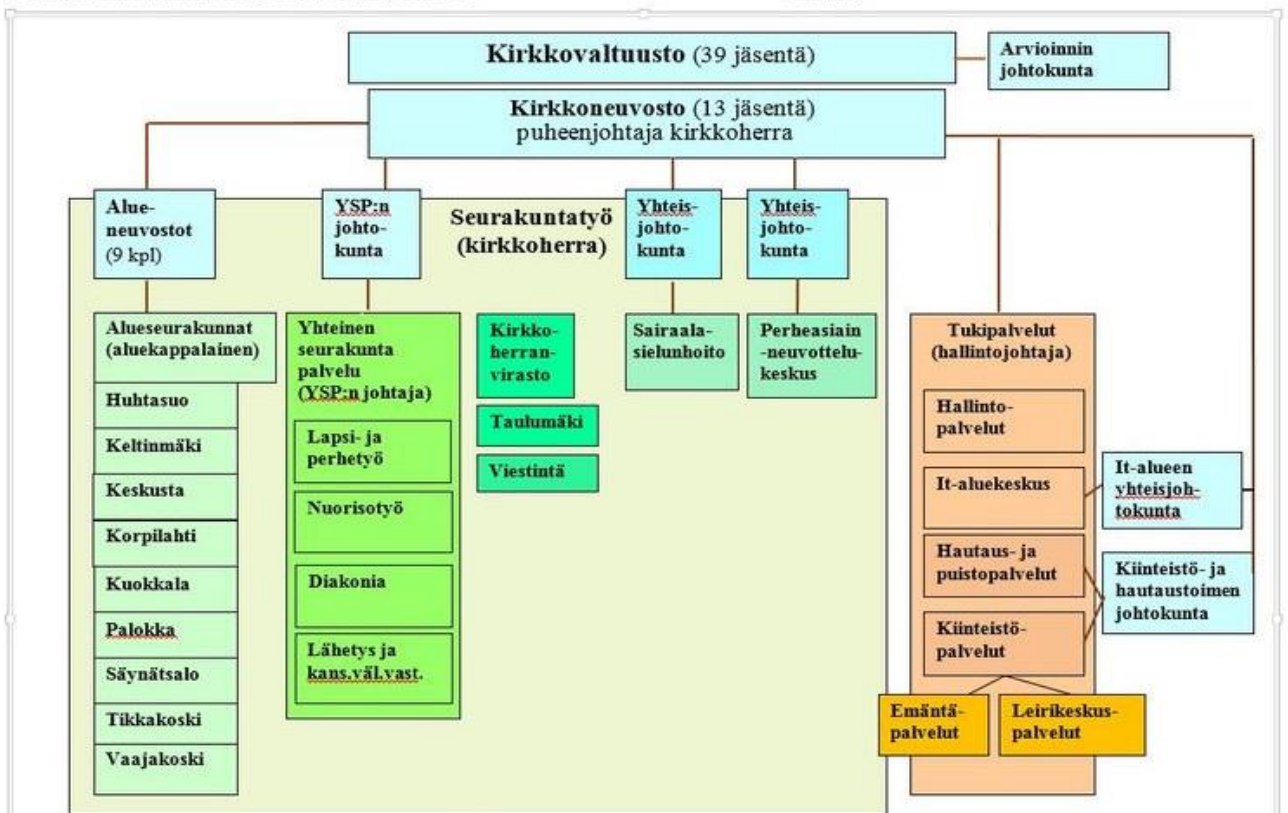 Kirkkovaltuusto (39 jäsentä)
Arvioinnin
johtokunta
Kirkkoneuvosto (13 jäsentä)
puheenjohtaja kirkkoherra
Alue-
neuvostot
(9 kpl)
YSP:n
johto-
kunta
Seurakuntatyö
(kirkkoherra)
Yhteis-
johto-
kunta
Yhteis-
johto-
kunta
Alueseurakunnat
(aluekappalainen)
Huhtasuo
Keltinmäki
Keskusta
Korpilahti
Kuokkala
Palokka
Säynätsalo
Tikkakoski
Vaajakoski
Yhteinen
seurakunta
palvelu
(YSP:n johtaja)
Lapsi- ja
perhetyö
Nuorisotyö
Diakonia
Lähetys ja
kans.väl.vast.
Kirkko-
herran-
virasto
Taulumäki
Viestintä
Sairaala-
sielunhoito
Perheasiain
-neuvottelu-
keskus
Tukipalvelut
(hallintojohtaja)
Hallinto-
palvelut
It-aluekeskus
Hautaus- ja
puistopalvelut
Kiinteistö-
palvelut
Emäntä-
palvelut
Leirikeskus-
palvelut
It-alueen
yhteisjoh-
tokunta
Kiinteistö- ja
hautaustoimen
johtokunta